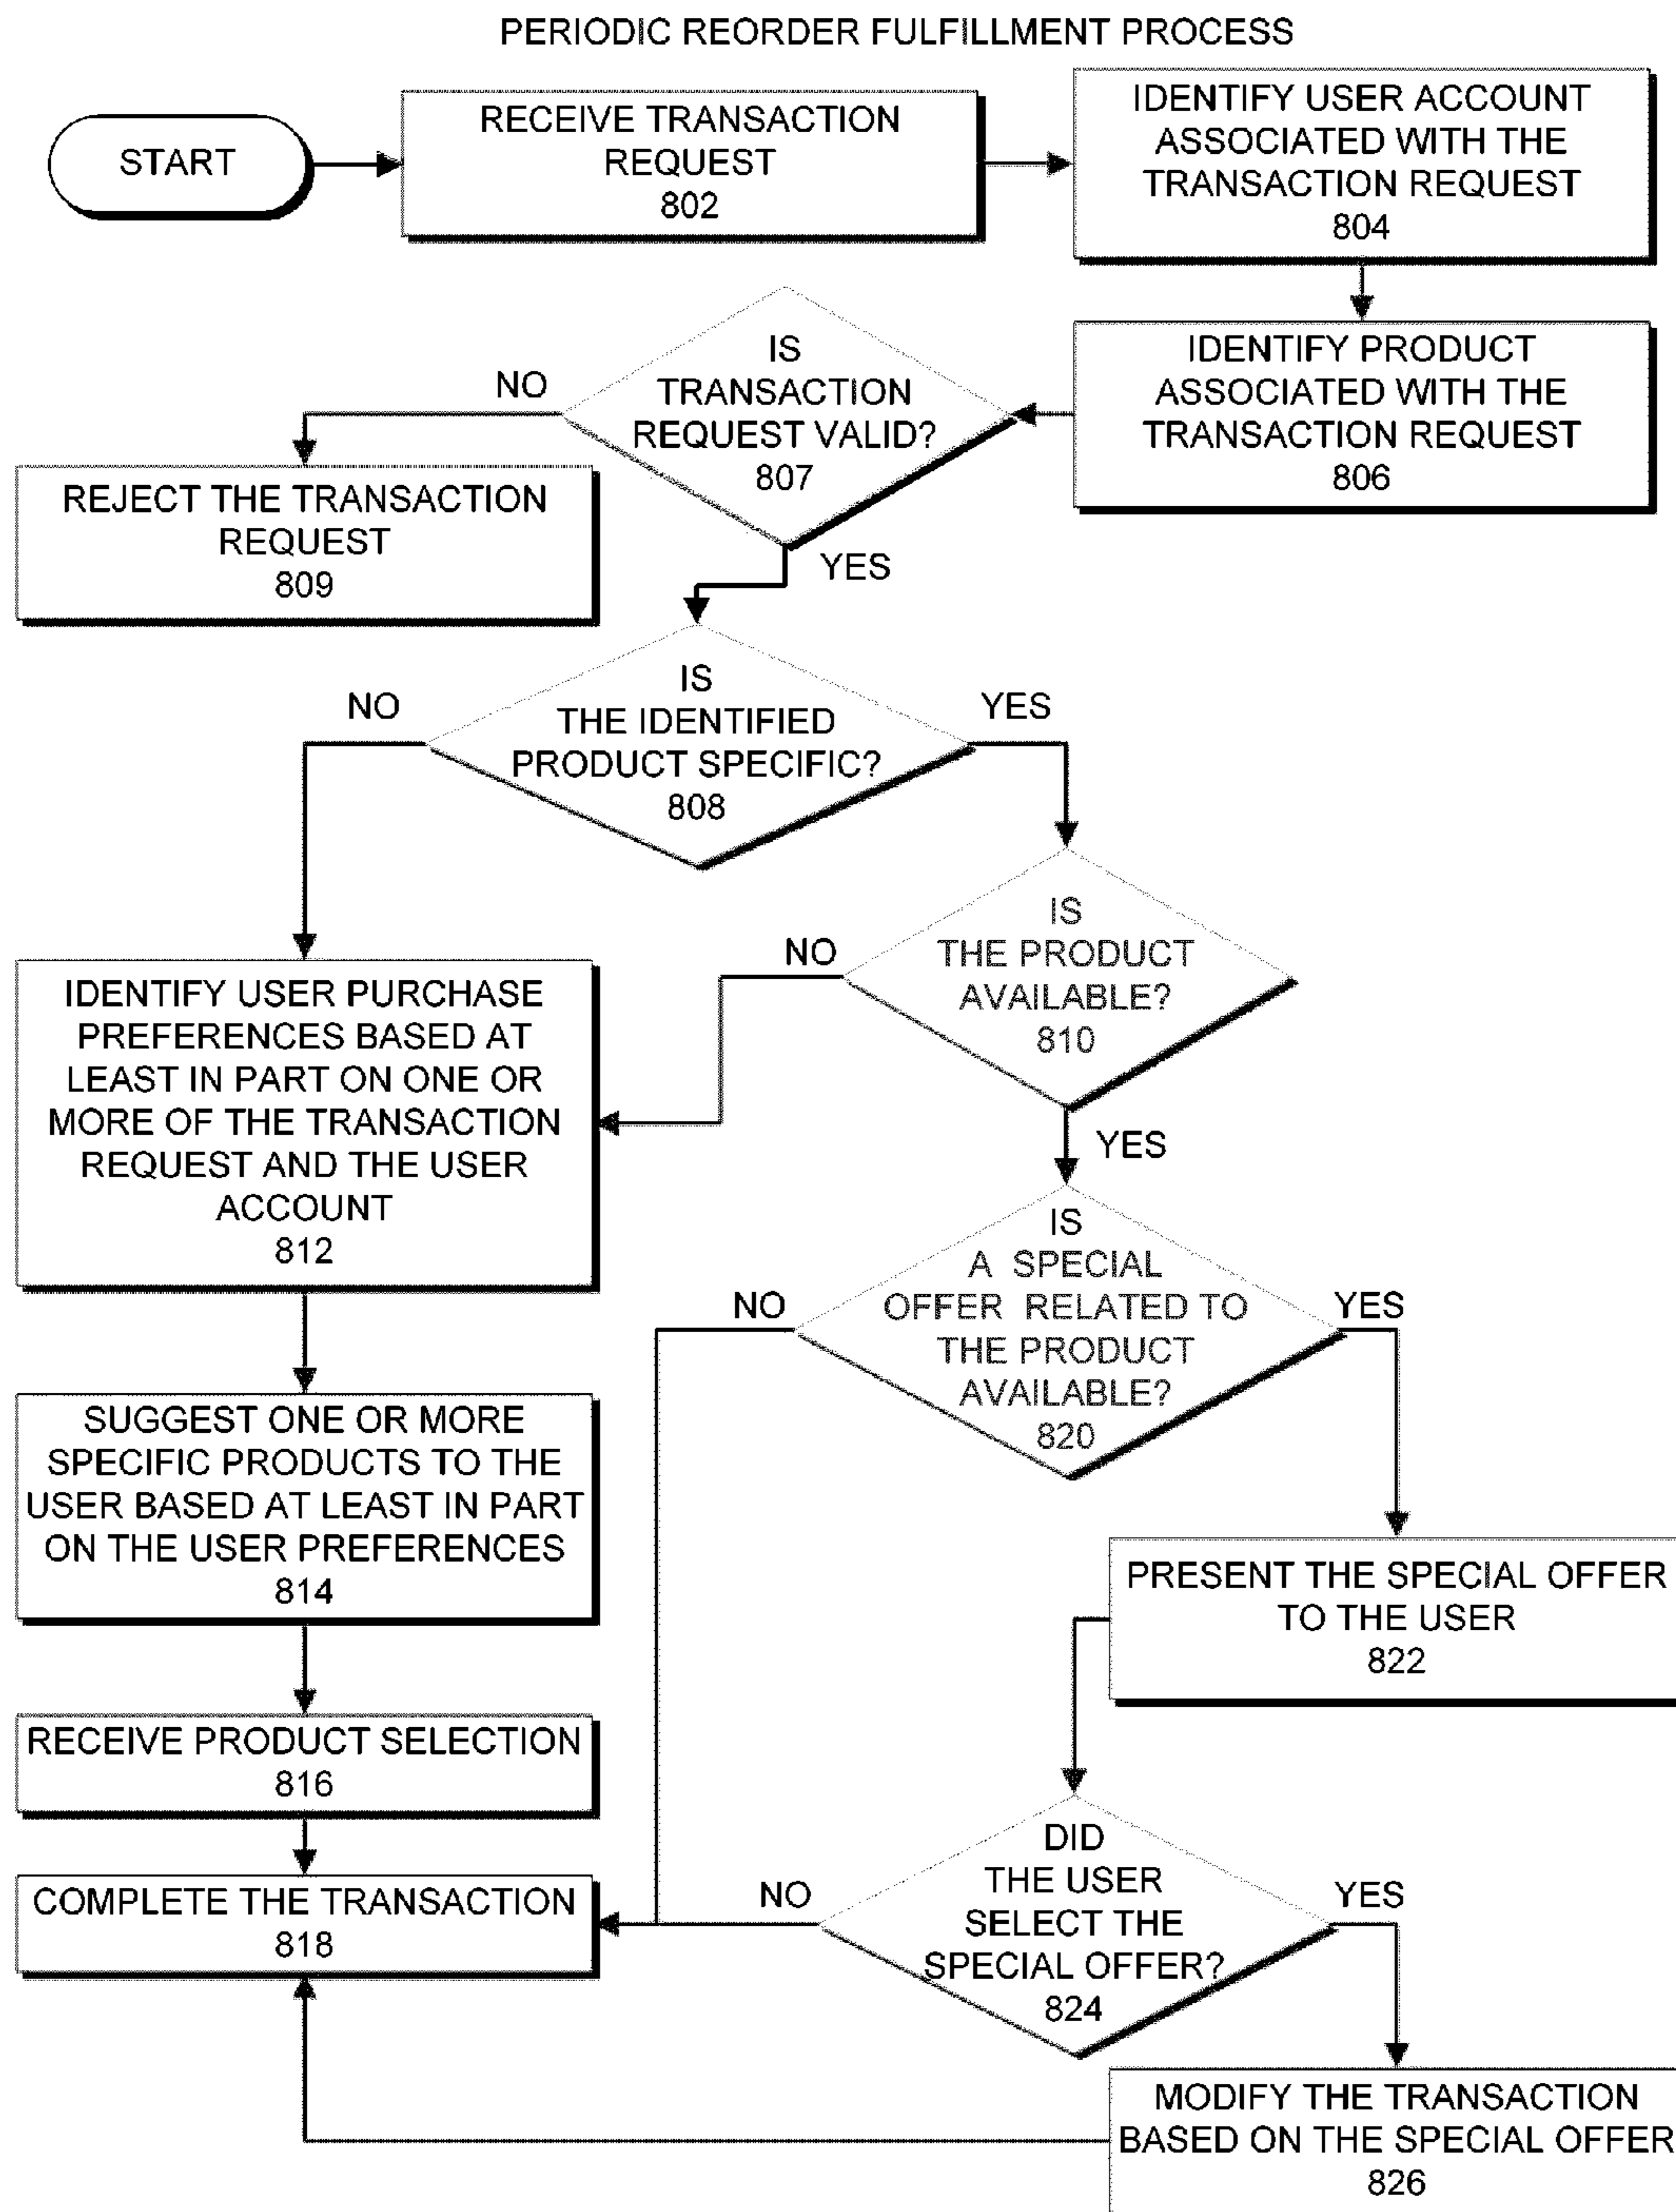 PERIODIC REORDER FULFILLMENT PROCESS
START
RECEIVE TRANSACTION
REQUEST
802
IDENTIFY USER ACCOUNT
ASSOCIATED WITH THE
TRANSACTION REQUEST
804
IDENTIFY PRODUCT
ASSOCIATED WITH THE
TRANSACTION REQUEST
806
IS
TRANSACTION
REQUEST VALID?
807
NO
REJECT THE TRANSACTION
REQUEST
809
YES
IS
THE IDENTIFIED
PRODUCT SPECIFIC?
808
NO
YES
IS
THE PRODUCT
AVAILABLE?
810
NO
IDENTIFY USER PURCHASE
PREFERENCES BASED AT
LEAST IN PART ON ONE OR
MORE OF THE TRANSACTION
REQUEST AND THE USER
ACCOUNT
812
YES
IS
A SPECIAL
OFFER RELATED TO
THE PRODUCT
AVAILABLE?
820
NO
YES
SUGGEST ONE OR MORE
SPECIFIC PRODUCTS TO THE
USER BASED AT LEAST IN PART
ON THE USER PREFERENCES
814
PRESENT THE SPECIAL OFFER
TO THE USER
822
RECEIVE PRODUCT SELECTION
816
DID
THE USER
SELECT THE
SPECIAL OFFER?
824
NO
YES
COMPLETE THE TRANSACTION
818
MODIFY THE TRANSACTION
BASED ON THE SPECIAL OFFER
826